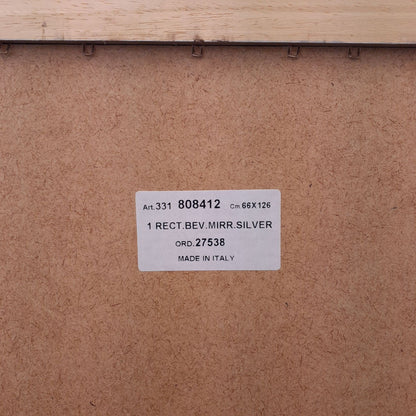 Art.331 808412 Cm.66X126
1 RECT.BEV.MIRR.SILVER
ORD.27538
MADE IN ITALY